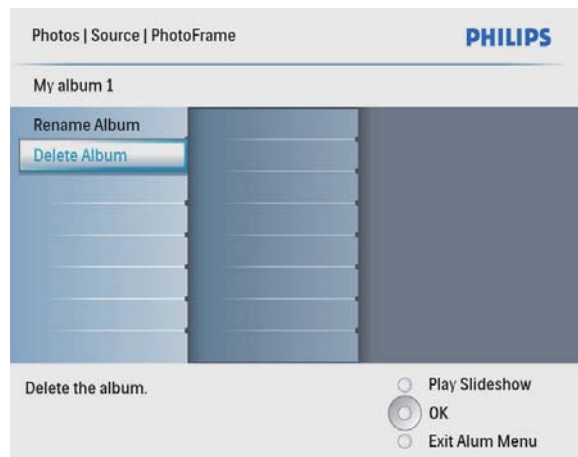 Photos | Source | PhotoFrame
PHILIPS
My album 1
Rename Album
Delete Album
Delete the album.
Play Slideshow
OK
Exit Alum Menu